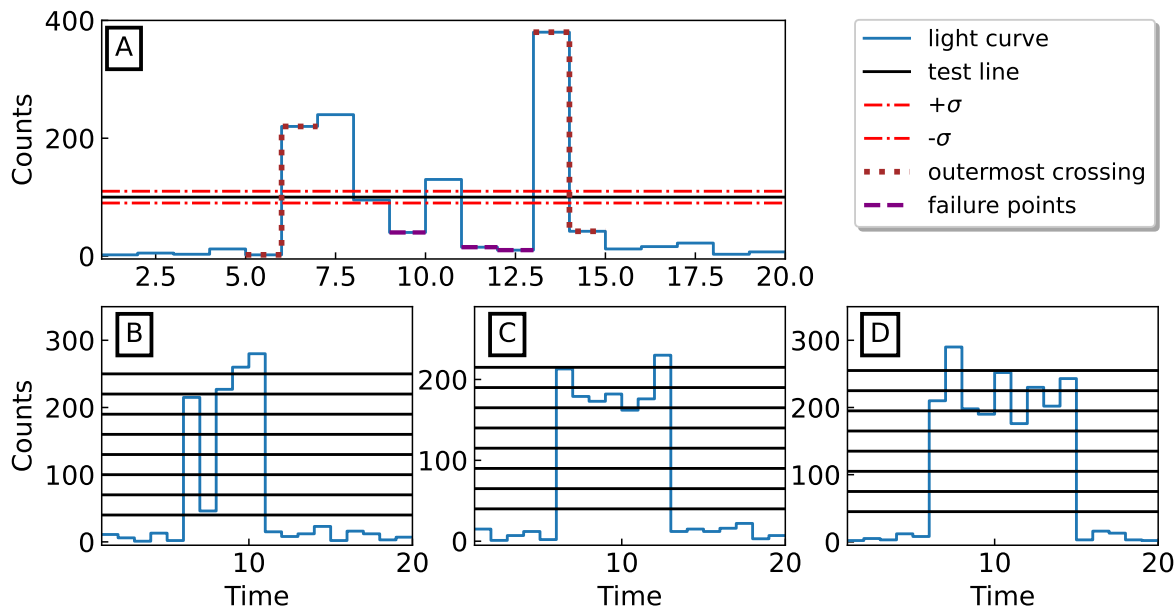 A
400
200
0
Counts
2.5 5.0 7.5 10.0 12.5 15.0 17.5 20.0
light curve
test line
+σ
-σ
outermost crossing
failure points
B
300
200
100
0
Counts
10 20
Time
C
200
100
0
10 20
Time
D
300
200
100
0
10 20
Time